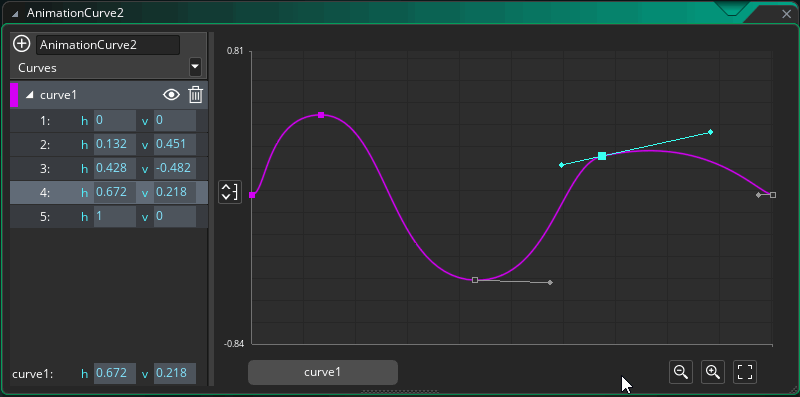 AnimationCurve2
AnimationCurve2
Curves
curve1
1: h 0 v 0
2: h 0.132 v 0.451
3: h 0.428 v -0.482
4: h 0.672 v 0.218
5: h 1 v 0
curve1: h 0.672 v 0.218
0.81
-0.84
curve1